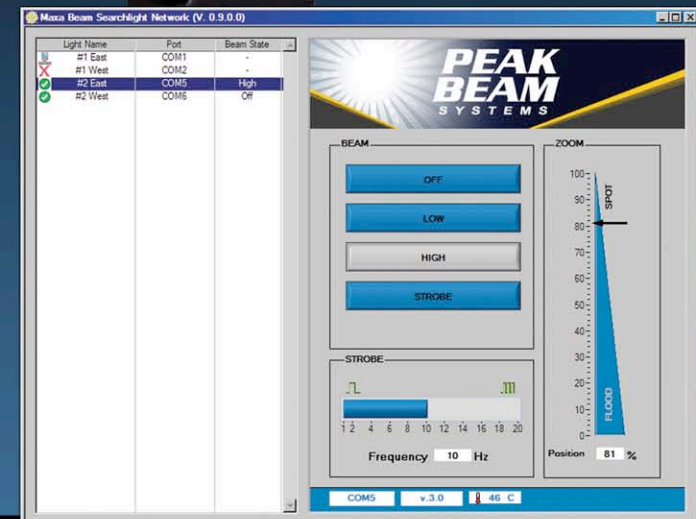 Maxa Beam Searchlight Network (V. 0.9.0.0)
Light Name Port Beam State
#1 East COM1 -
#1 West COM2 -
#2 East COM5 High
#2 West COM6 Off
PEAK
BEAM
SYSTEMS
BEAM
OFF
LOW
HIGH
STROBE
ZOOM
100
90
80
70
60
50
40
30
20
10
0
SPOT
FLOOD
Position 81 %
STROBE
1 2 4 6 8 10 12 14 16 18 20
Frequency 10 Hz
COM5 v.3.0 46 C